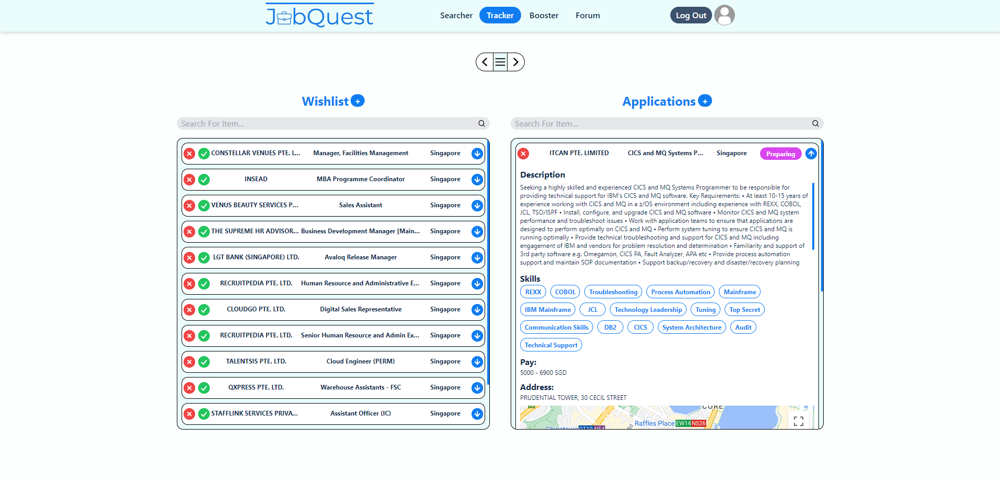 JobQuest
Searcher
Tracker
Booster
Forum
Log Out
Wishlist +
Search For Item...
CONSTELLAR VENUES PTE. L... Manager, Facilities Management Singapore
INSEAD MBA Programme Coordinator Singapore
VENUS BEAUTY SERVICES P... Sales Assistant Singapore
THE SUPREME HR ADVISOR... Business Development Manager [Main... Singapore
LGT BANK (SINGAPORE) LTD. Avaloq Release Manager Singapore
RECRUITPEDIA PTE. LTD. Human Resource and Administrative E... Singapore
CLOUDGO PTE. LTD. Digital Sales Representative Singapore
RECRUITPEDIA PTE. LTD. Senior Human Resource and Admin Ex... Singapore
TALENTSIS PTE. LTD. Cloud Engineer (PERM) Singapore
QXPRESS PTE. LTD. Warehouse Assistants - FSC Singapore
STAFFLINK SERVICES PRIVA... Assistant Officer (IC) Singapore
Applications +
Search For Item...
ITCAN PTE. LIMITED CICS and MQ Systems P... Singapore Preparing
Description
Seeking a highly skilled and experienced CICS and MQ Systems Programmer to be responsible for
providing technical support for IBM's CICS and MQ software. Key Requirements: • At least 10-15 years of
experience working with CICS and MQ in a z/OS environment including experience with REXX, COBOL,
JCL, TSO/ISPF • Install, configure, and upgrade CICS and MQ software • Monitor CICS and MQ system
performance and troubleshoot issues • Work with application teams to ensure that applications are
designed to perform optimally on CICS and MQ • Perform system tuning to ensure CICS and MQ is
running optimally • Provide technical troubleshooting and support for CICS and MQ including
engagement of IBM and vendors for problem resolution and determination • Familiarity and support of
3rd party software e.g. Omegamon, CICS PA, Fault Analyzer, APA etc • Provide process automation
support and maintain SOP documentation • Support backup/recovery and disaster/recovery planning
Skills
REXX COBOL Troubleshooting Process Automation Mainframe
IBM Mainframe JCL Technology Leadership Tuning Top Secret
Communication Skills DB2 CICS System Architecture Audit
Technical Support
Pay:
5000 - 6900 SGD
Address:
PRUDENTIAL TOWER, 30 CECIL STREET
CORE
Raffles Place EW14 NS26
Chinatown DT19 NE4
Rd